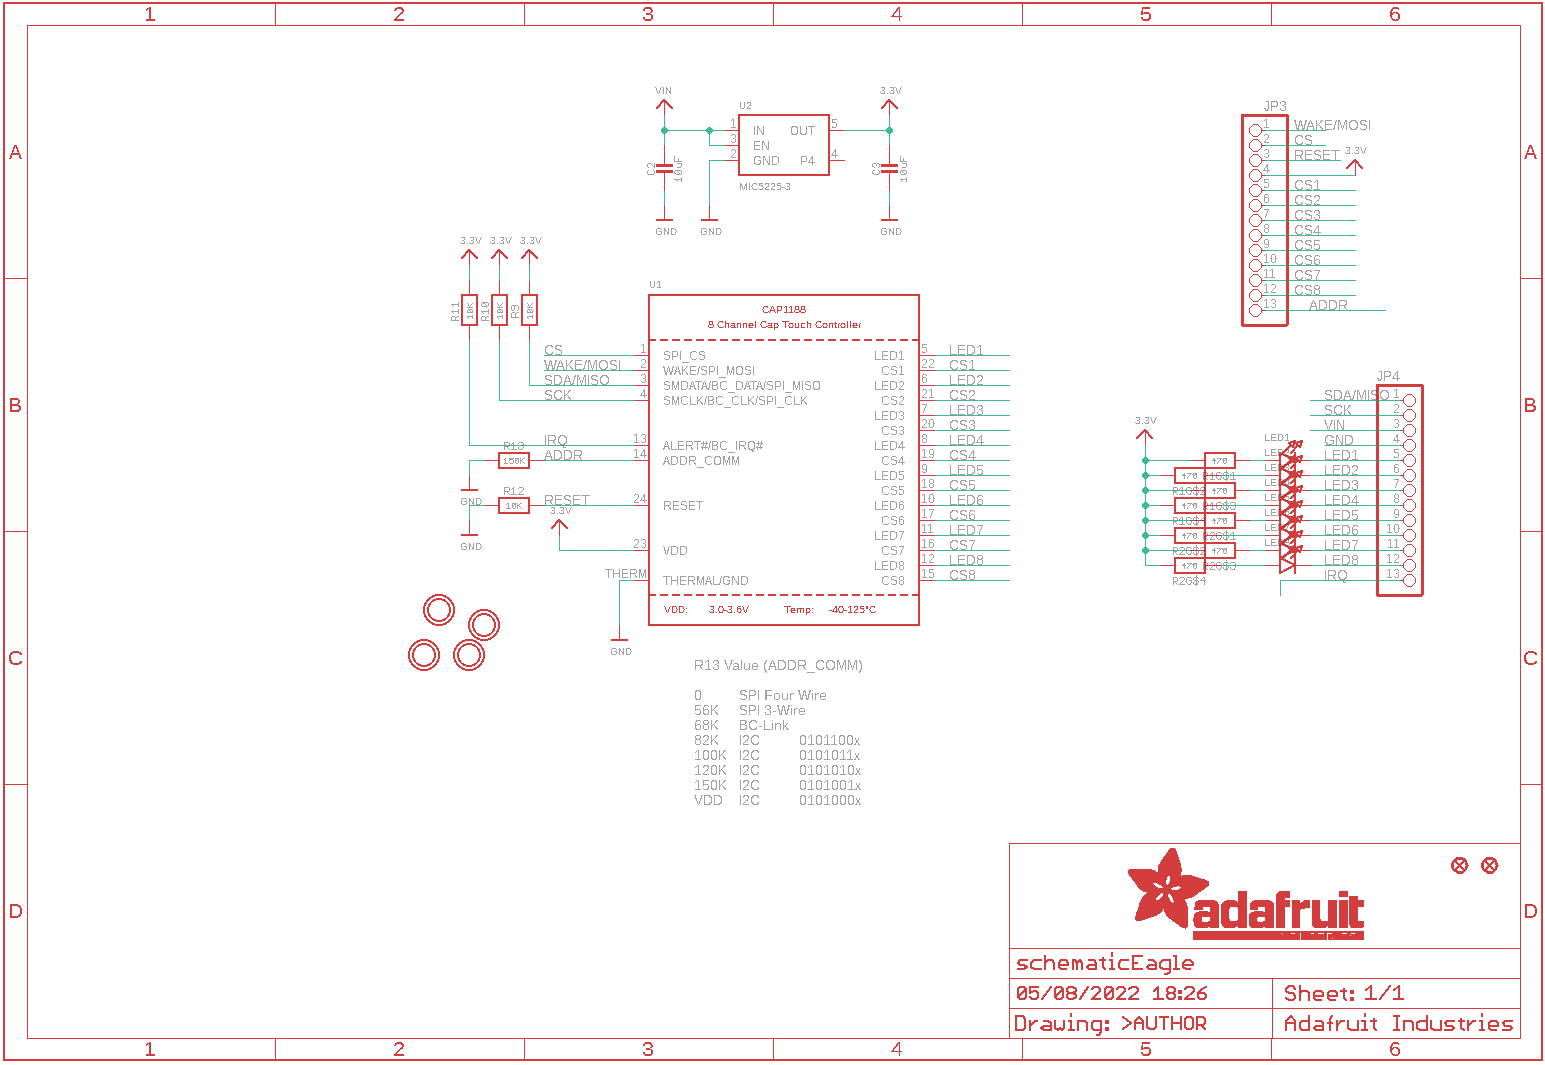 1 2 3 4 5 6
A A
B B
C C
D D
VIN
3.3V
U2
1 IN OUT 5
3 EN
2 GND P4 4
MIC5225-3
C2 10uF
C3 10uF
GND GND GND
JP3
1 WAKE/MOSI
2 CS
3 RESET
3.3V
4
5 CS1
6 CS2
7 CS3
8 CS4
9 CS5
10 CS6
11 CS7
12 CS8
13 ADDR
3.3V 3.3V 3.3V
R11 10K
R10 10K
R9 10K
U1
CAP1188
8 Channel Cap Touch Controller
CS 1 SPI_CS
WAKE/MOSI 2 WAKE/SPI_MOSI
SDA/MISO 3 SMDATA/BC_DATA/SPI_MISO
SCK 4 SMCLK/BC_CLK/SPI_CLK
IRQ 13 ALERT#/BC_IRQ#
R13 150K
ADDR 14 ADDR_COMM
GND
R12 10K
RESET 24 RESET
GND
3.3V
23 VDD
THERM THERMAL/GND
GND
LED1 5 LED1
CS1 22 CS1
LED2 6 LED2
CS2 21 CS2
LED3 7 LED3
CS3 20 CS3
LED4 8 LED4
CS4 19 CS4
LED5 9 LED5
CS5 18 CS5
LED6 10 LED6
CS6 17 CS6
LED7 11 LED7
CS7 16 CS7
LED8 12 LED8
CS8 15 CS8
VDD: 3.0-3.6V Temp: -40-125°C
JP4
SDA/MISO 1
SCK 2
VIN 3
GND 4
LED1 5
LED2 6
LED3 7
LED4 8
LED5 9
LED6 10
LED7 11
LED8 12
IRQ 13
3.3V
LED1
470
470
470
470
470
470
470
470
R2G$4
R13 Value (ADDR_COMM)
0 SPI Four Wire
56K SPI 3-Wire
68K BC-Link
82K I2C 0101100x
100K I2C 0101011x
120K I2C 0101010x
150K I2C 0101001x
VDD I2C 0101000x
adafruit
schematicEagle
05/08/2022 18:26
Sheet: 1/1
Drawing: >AUTHOR
Adafruit Industries
1 2 3 4 5 6